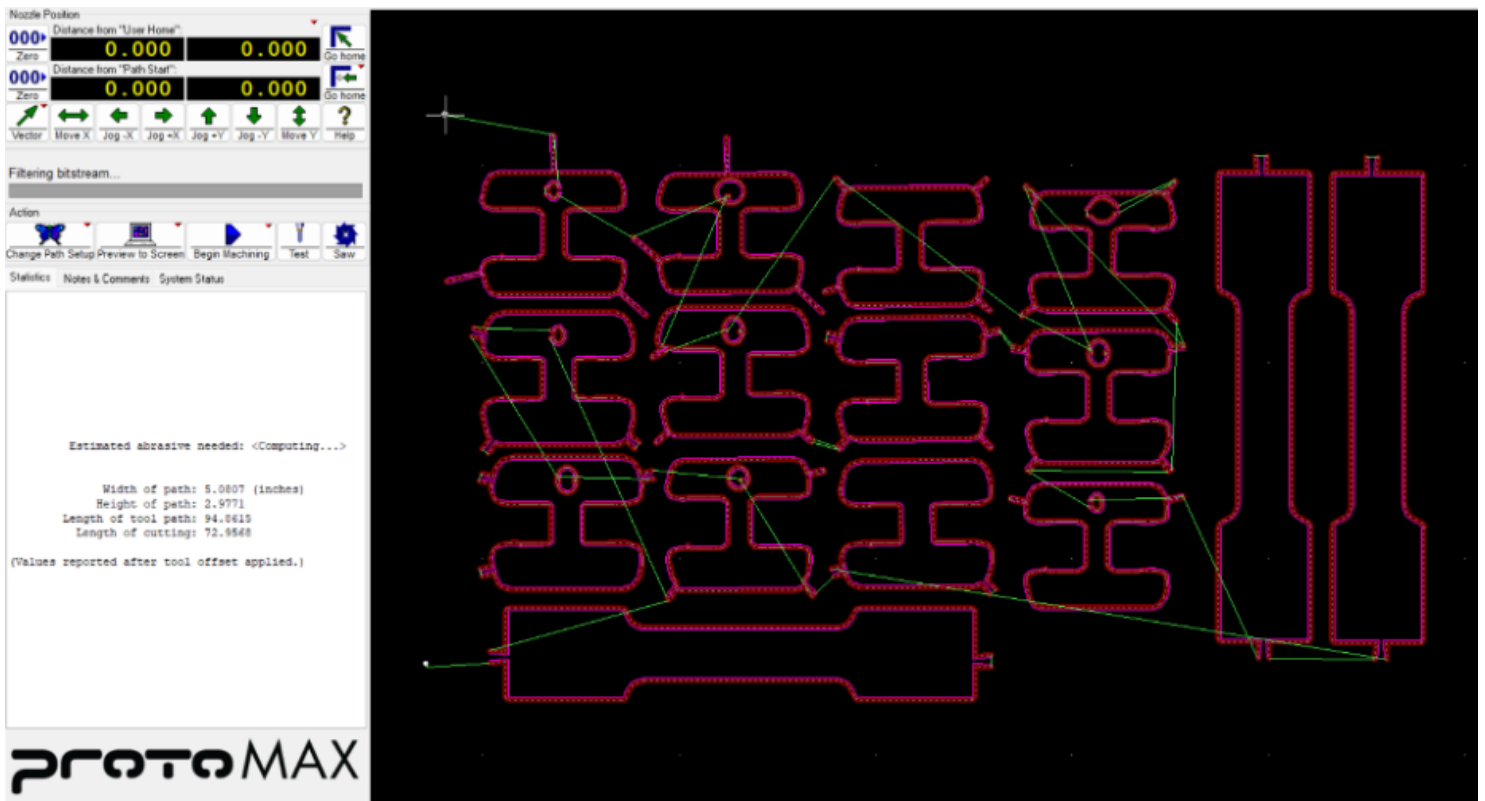 Nozzle Position
Distance from "User Home":
000
0.000 0.000
Zero
Go home
Distance from "Path Start":
000
0.000 0.000
Zero
Go home
Vector Move X Jog -X Jog +X Jog +Y Jog -Y Move Y Help
Filtering bitstream...
Action
Change Path Setup Preview to Screen Begin Machining Test Saw
Statistics Notes & Comments System Status
Estimated abrasive needed: <Computing...>
Width of path: 5.0807 (inches)
Height of path: 2.9771
Length of tool path: 94.8615
Length of cutting: 72.9568
(Values reported after tool offset applied.)
protoMAX